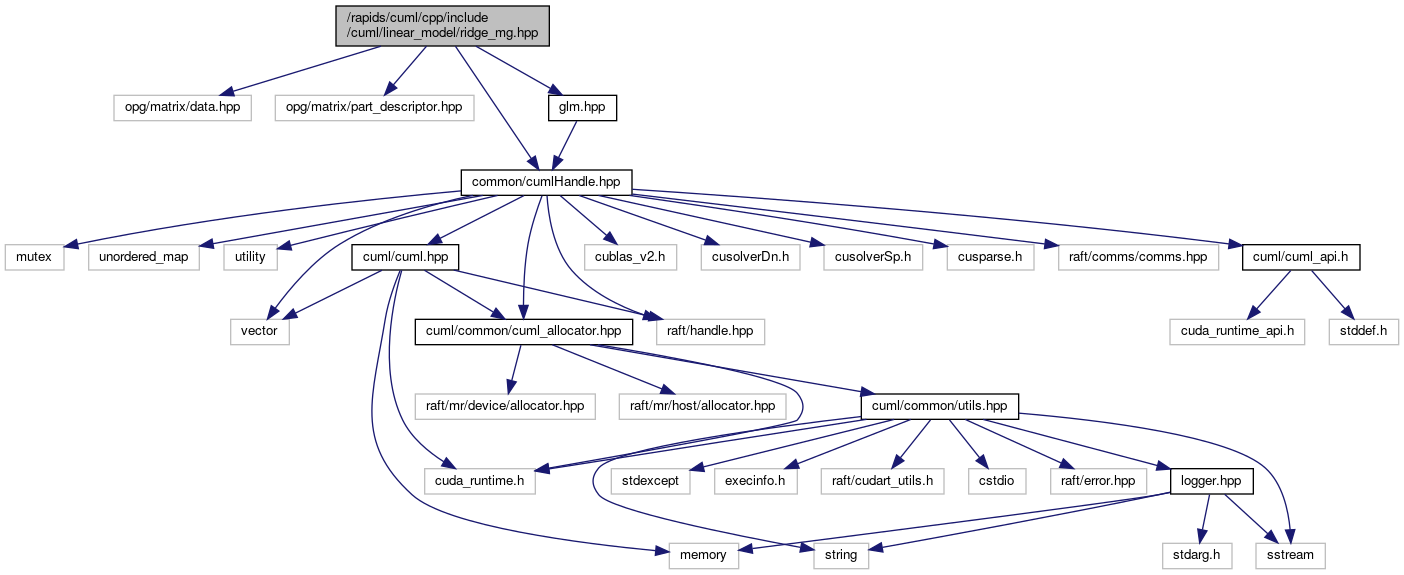 /rapids/cuml/cpp/include
/cuml/linear_model/ridge_mg.hpp
opg/matrix/data.hpp
opg/matrix/part_descriptor.hpp
glm.hpp
common/cumlHandle.hpp
mutex
unordered_map
utility
cuml/cuml.hpp
cublas_v2.h
cusolverDn.h
cusolverSp.h
cusparse.h
raft/comms/comms.hpp
cuml/cuml_api.h
vector
cuml/common/cuml_allocator.hpp
raft/handle.hpp
cuda_runtime_api.h
stddef.h
raft/mr/device/allocator.hpp
raft/mr/host/allocator.hpp
cuml/common/utils.hpp
cuda_runtime.h
stdexcept
execinfo.h
raft/cudart_utils.h
cstdio
raft/error.hpp
logger.hpp
memory
string
stdarg.h
sstream